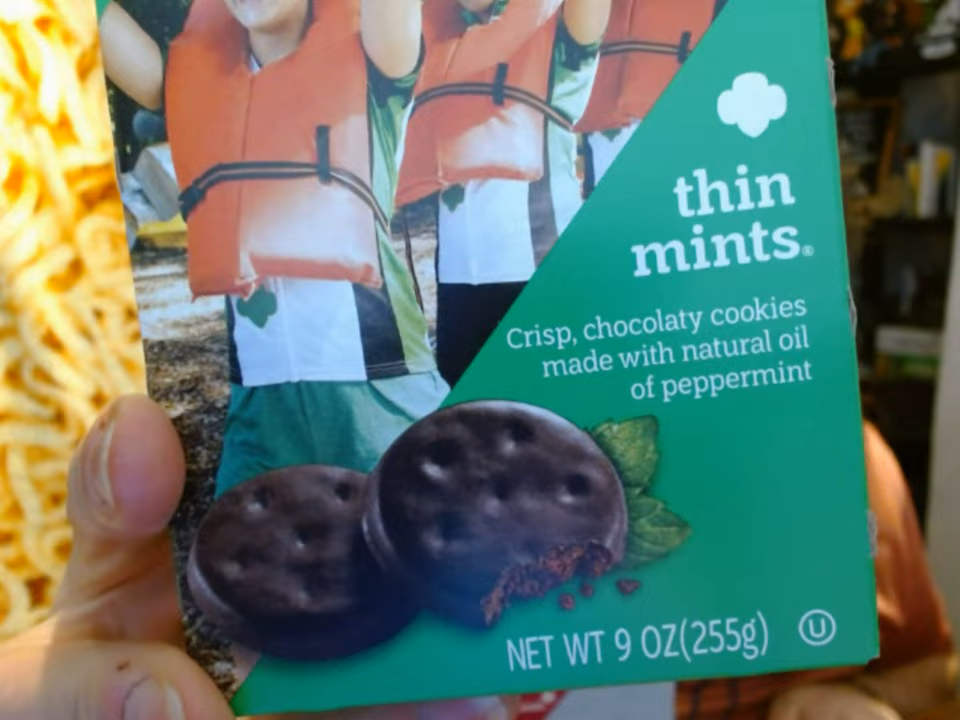 thin
mints®
Crisp, chocolaty cookies
made with natural oil
of peppermint
NET WT 9 OZ(255g) U